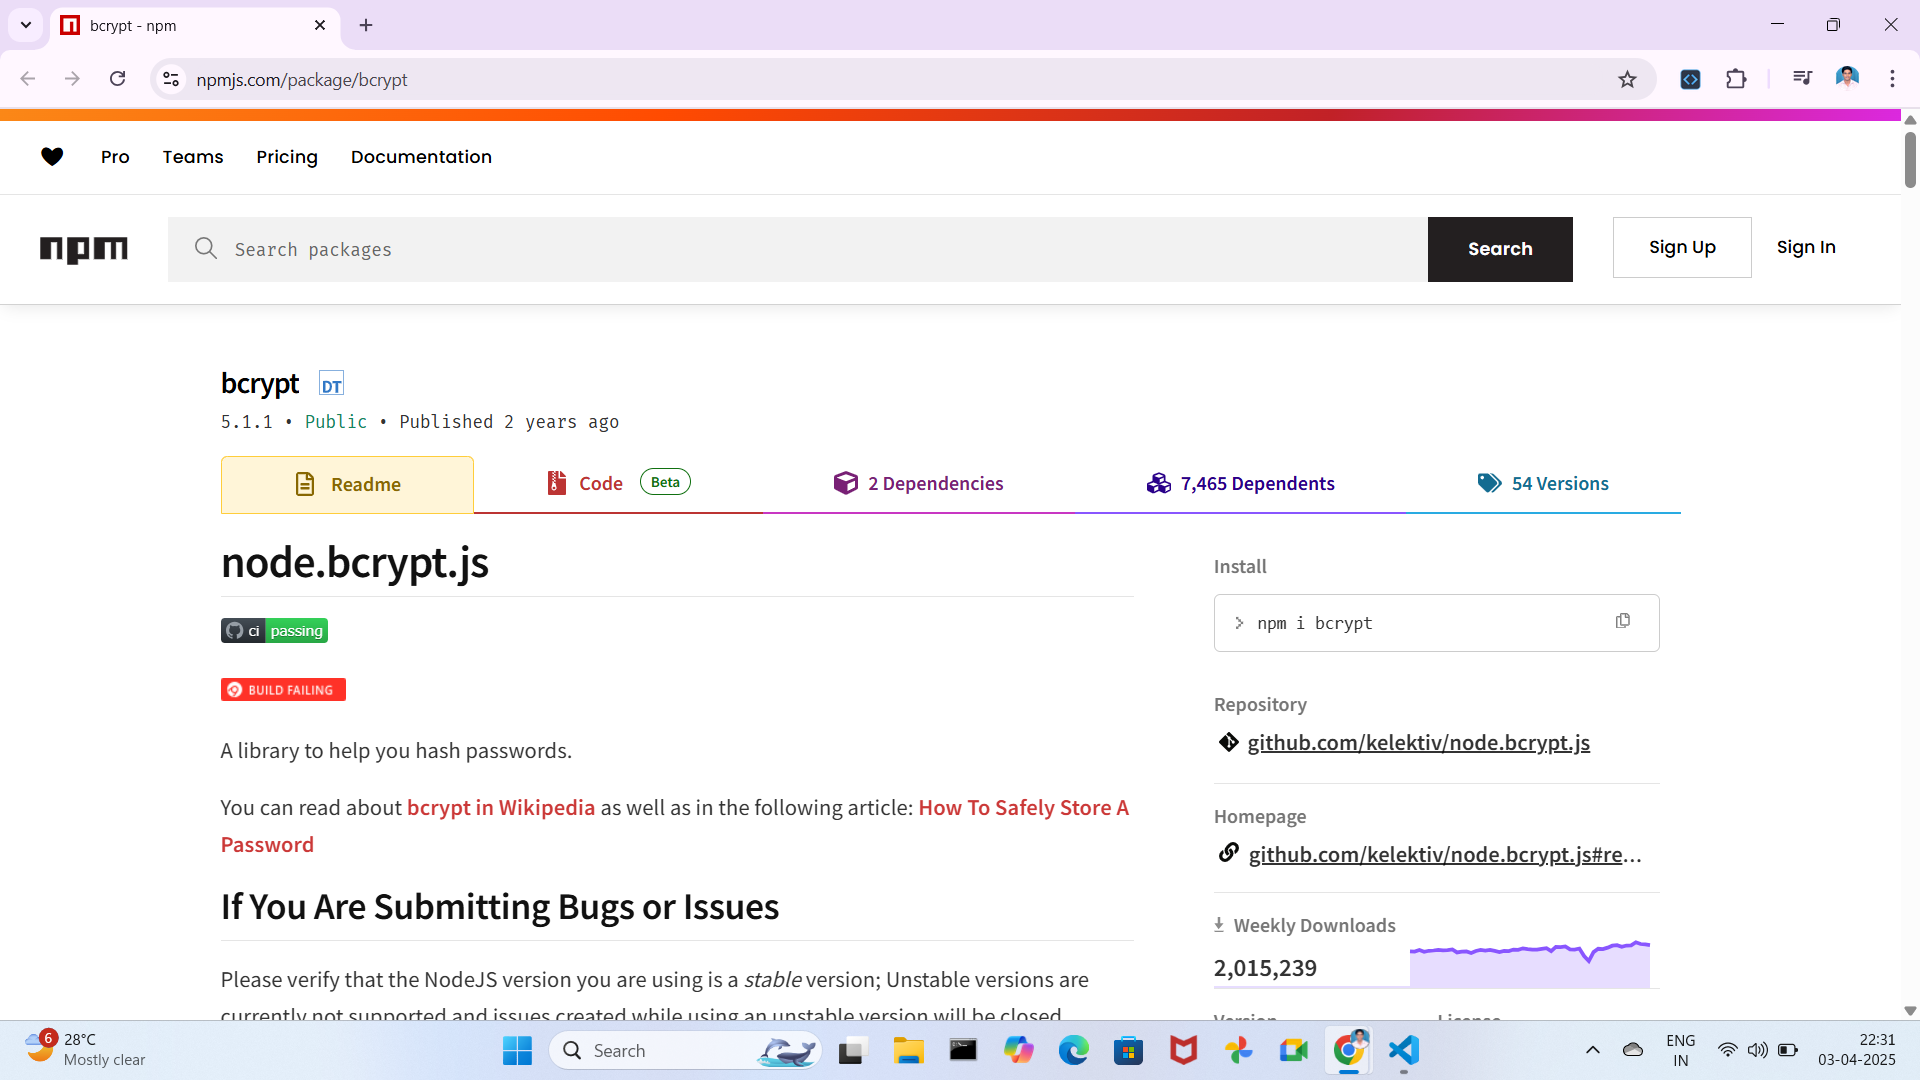 bcrypt - npm
npmjs.com/package/bcrypt
Pro Teams Pricing Documentation
npm
Search packages
Search
Sign Up
Sign In
bcrypt DT
5.1.1 • Public • Published 2 years ago
Readme
Code Beta
2 Dependencies
7,465 Dependents
54 Versions
node.bcrypt.js
ci passing
BUILD FAILING
A library to help you hash passwords.
You can read about bcrypt in Wikipedia as well as in the following article: How To Safely Store A
Password
If You Are Submitting Bugs or Issues
Please verify that the NodeJS version you are using is a stable version; Unstable versions are
currently not supported and issues created while using an unstable version will be closed
Install
> npm i bcrypt
Repository
github.com/kelektiv/node.bcrypt.js
Homepage
github.com/kelektiv/node.bcrypt.js#re...
Weekly Downloads
2,015,239
Version License
6
28°C
Mostly clear
Search
ENG
IN
22:31
03-04-2025